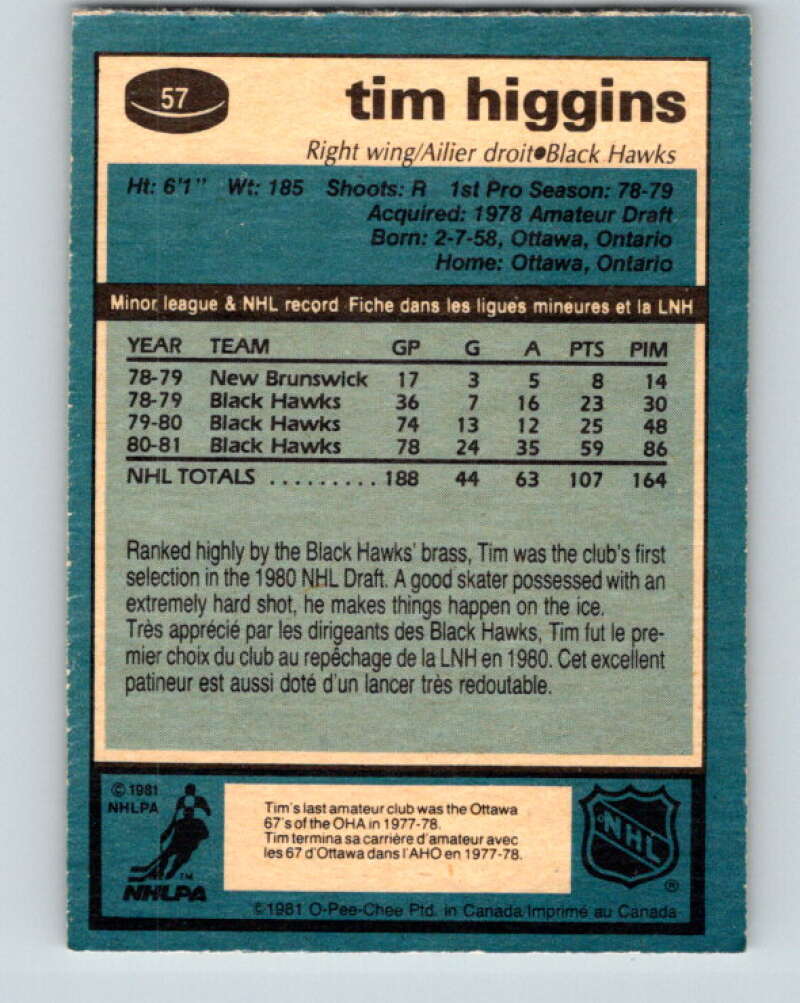 57
tim higgins
Right wing/Ailier droit●Black Hawks
Ht: 6'1" Wt: 185 Shoots: R 1st Pro Season: 78-79
Acquired: 1978 Amateur Draft
Born: 2-7-58, Ottawa, Ontario
Home: Ottawa, Ontario
Minor league & NHL record Fiche dans les ligues mineures et la LNH
YEAR TEAM GP G A PTS PIM
78-79 New Brunswick 17 3 5 8 14
78-79 Black Hawks 36 7 16 23 30
79-80 Black Hawks 74 13 12 25 48
80-81 Black Hawks 78 24 35 59 86
NHL TOTALS ......... 188 44 63 107 164
Ranked highly by the Black Hawks' brass, Tim was the club's first
selection in the 1980 NHL Draft. A good skater possessed with an
extremely hard shot, he makes things happen on the ice.
Très apprécié par les dirigeants des Black Hawks, Tim fut le pre-
mier choix du club au repêchage de la LNH en 1980. Cet excellent
patineur est aussi doté d'un lancer très redoutable.
© 1981
NHLPA
TM
NHLPA
Tim's last amateur club was the Ottawa
67's of the OHA in 1977-78.
Tim termina sa carrière d'amateur avec
les 67 d'Ottawa dans l'AHO en 1977-78.
NHL
®
© 1981 O-Pee-Chee Ptd. in Canada/Imprimé au Canada